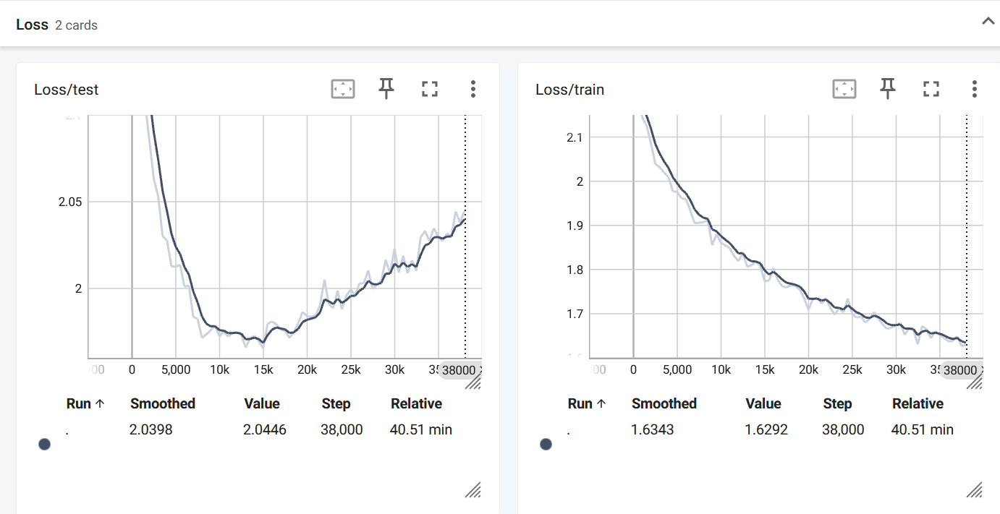 Loss 2 cards
Loss/test
2.05
2
0 5,000 10k 15k 20k 25k 30k 38000
Run ↑ Smoothed Value Step Relative
. 2.0398 2.0446 38,000 40.51 min
Loss/train
2.1
2
1.9
1.8
1.7
0 5,000 10k 15k 20k 25k 30k 38000
Run ↑ Smoothed Value Step Relative
. 1.6343 1.6292 38,000 40.51 min